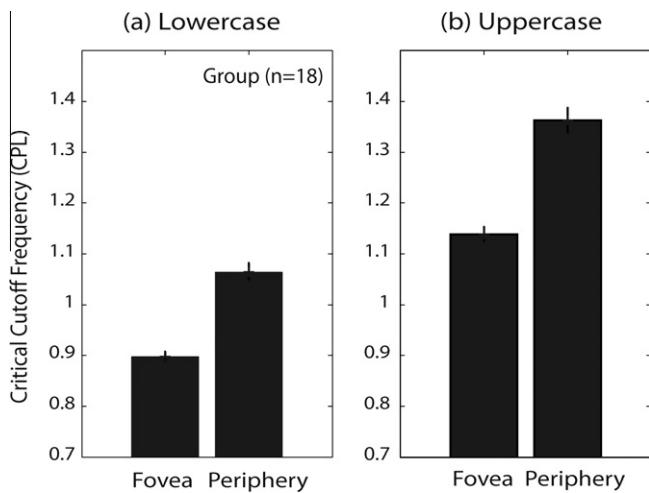 (a) Lowercase
(b) Uppercase
Group (n=18)
Critical Cutoff Frequency (CPL)
1.4
1.3
1.2
1.1
1
0.9
0.8
0.7
Fovea Periphery
1.4
1.3
1.2
1.1
1
0.9
0.8
0.7
Fovea Periphery